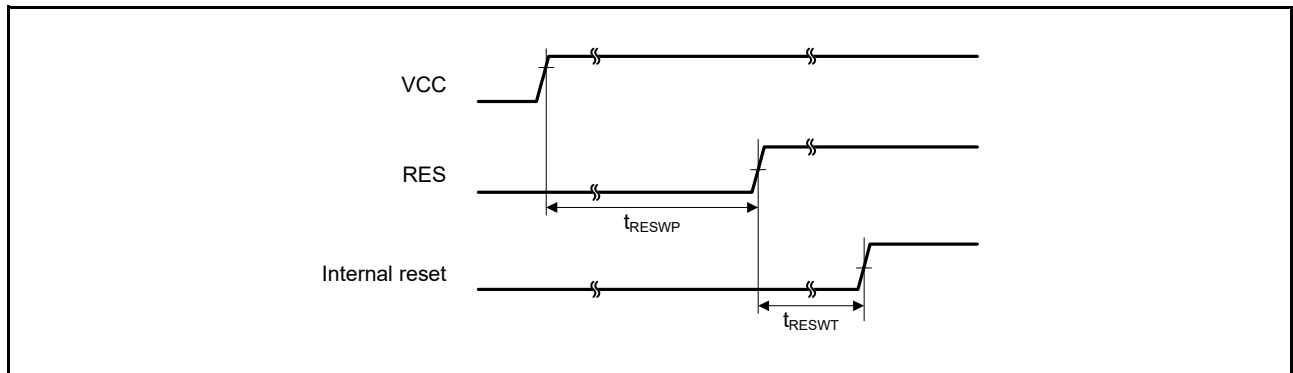 VCC
RES
tRESWP
Internal reset
tRESWT